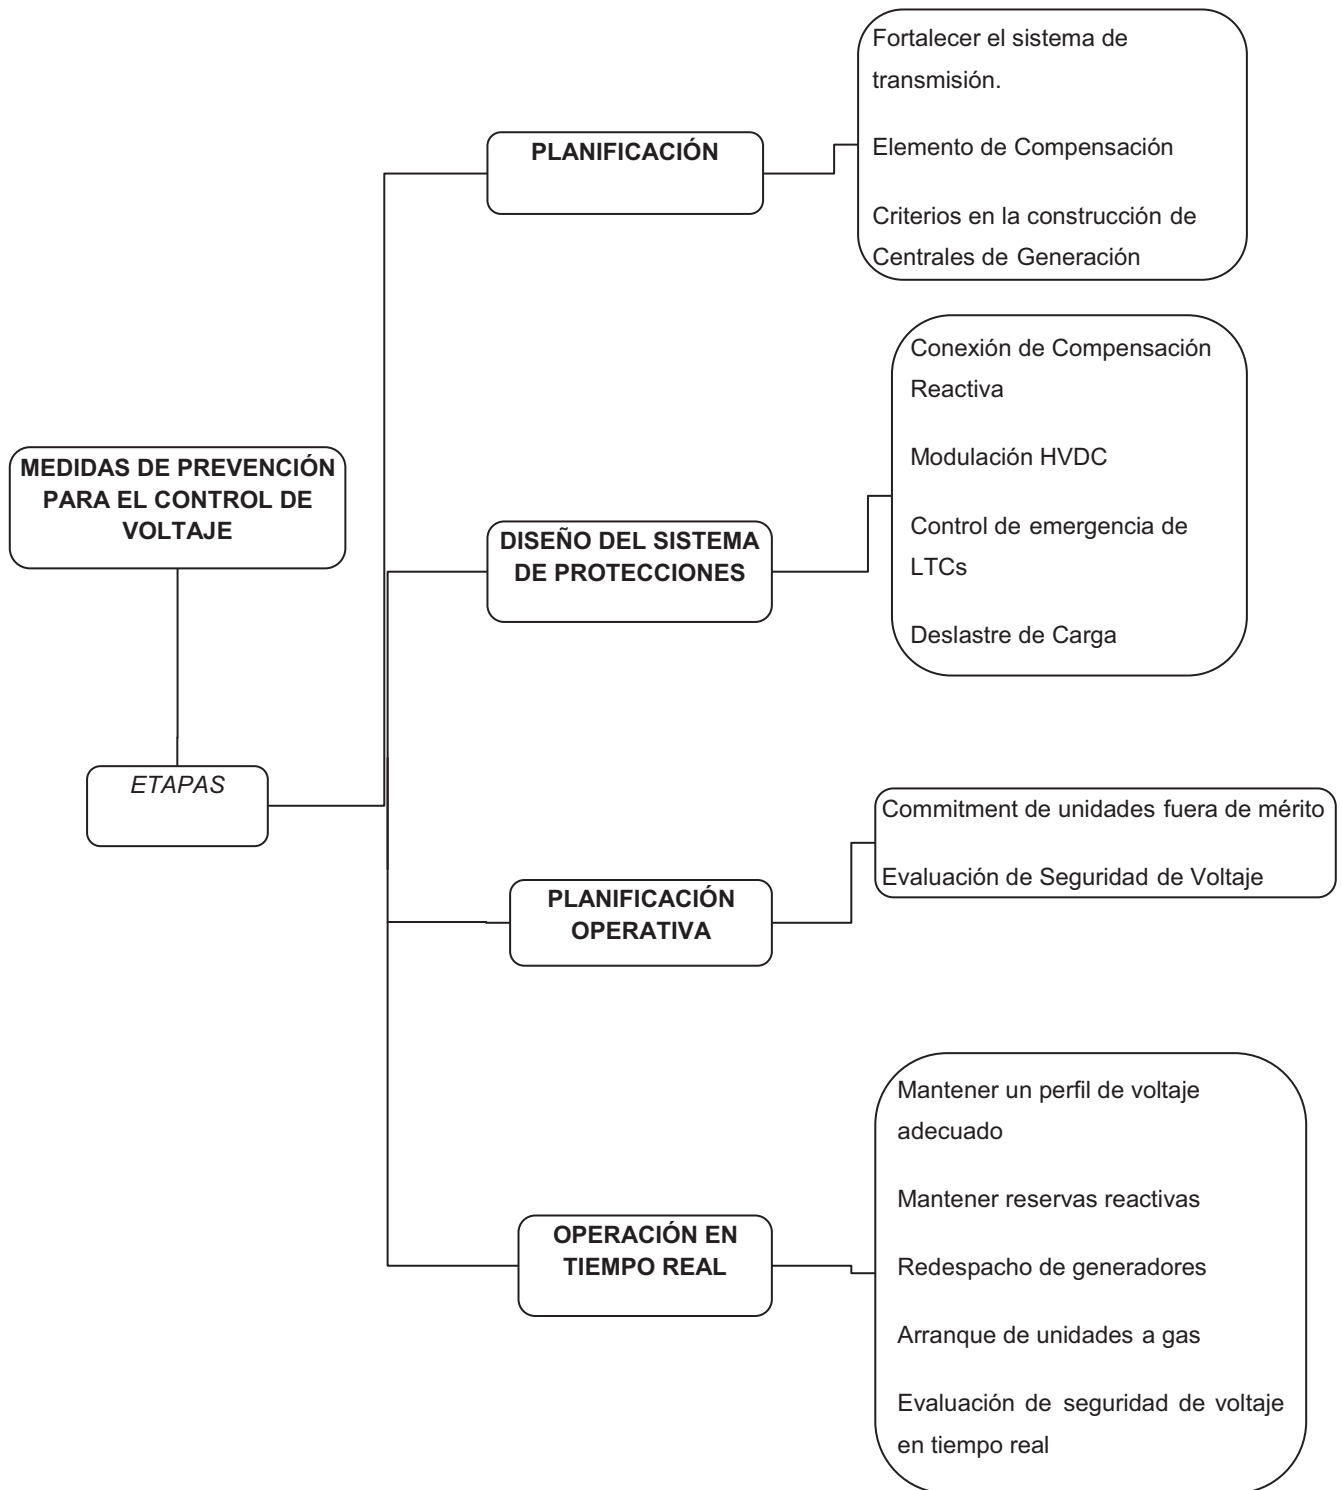 Fortalecer el sistema de
transmisión.
Elemento de Compensación
Criterios en la construcción de
Centrales de Generación
PLANIFICACIÓN
Conexión de Compensación
Reactiva
Modulación HVDC
Control de emergencia de
LTCs
Deslastre de Carga
MEDIDAS DE PREVENCIÓN
PARA EL CONTROL DE
VOLTAJE
DISEÑO DEL SISTEMA
DE PROTECCIONES
ETAPAS
Commitment de unidades fuera de mérito
Evaluación de Seguridad de Voltaje
PLANIFICACIÓN
OPERATIVA
Mantener un perfil de voltaje
adecuado
Mantener reservas reactivas
Redespacho de generadores
Arranque de unidades a gas
Evaluación de seguridad de voltaje
en tiempo real
OPERACIÓN EN
TIEMPO REAL